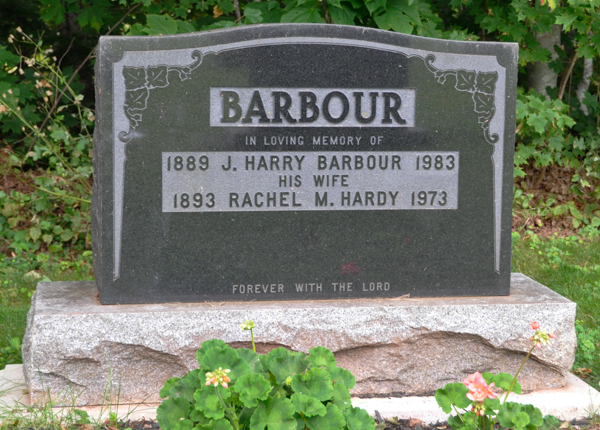 BARBOUR
IN LOVING MEMORY OF
1889 J. HARRY BARBOUR 1983
HIS WIFE
1893 RACHEL M. HARDY 1973
FOREVER WITH THE LORD